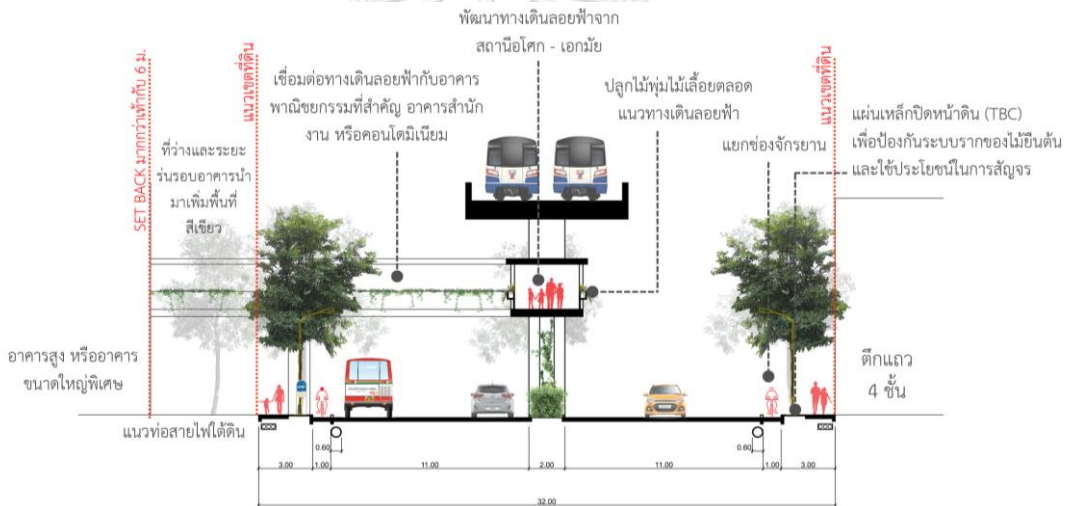 พัฒนาทางเดินลอยฟ้าจาก
สถานีอโศก - เอกมัย
SET BACK มากกว่าเท่ากับ 6 ม.
แนวเขตที่ดิน
เชื่อมต่อทางเดินลอยฟ้ากับอาคาร
พาณิชยกรรมที่สำคัญ อาคารสำนัก
งาน หรือคอนโดมิเนียม
ปลูกไม้พุ่มไม้เลื้อยตลอด
แนวทางเดินลอยฟ้า
แนวเขตที่ดิน
แผ่นเหล็กปิดหน้าดิน (TBC)
เพื่อป้องกันระบบรากของไม้ยืนต้น
และใช้ประโยชน์ในการสัญจร
แยกช่องจักรยาน
ที่ว่างและระยะ
ร่นรอบอาคารนำ
มาเพิ่มพื้นที่
สีเขียว
อาคารสูง หรืออาคาร
ขนาดใหญ่พิเศษ
ตึกแถว
4 ชั้น
แนวท่อสายไฟใต้ดิน
0.60
0.60
3.00
1.00
11.00
2.00
11.00
1.00
3.00
32.00